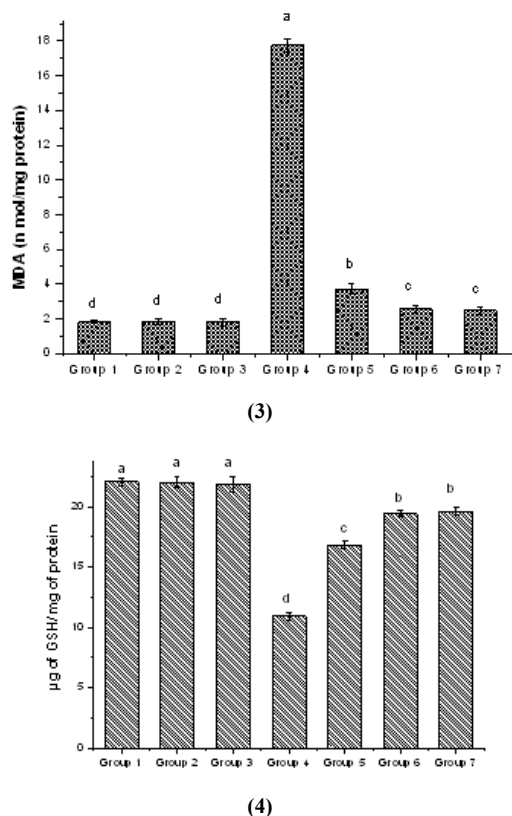 a
18
16
14
12
10
8
6
4
2
0
MDA (n mol/mg protein)
d d d b c c
Group 1 Group 2 Group 3 Group 4 Group 5 Group 6 Group 7
(3)
a a a
b b
c
d
20
15
10
5
0
µg of GSH/mg of protein
Group 1 Group 2 Group 3 Group 4 Group 5 Group 6 Group 7
(4)